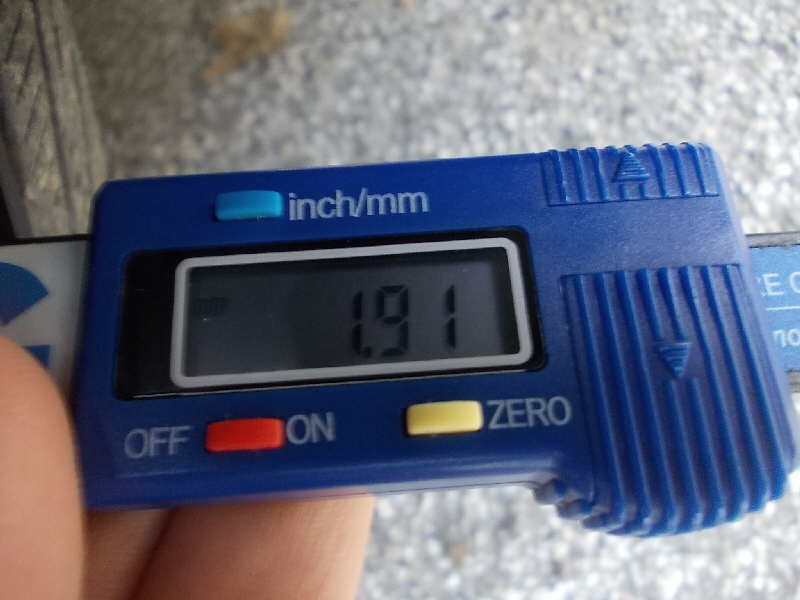 inch/mm
1.91
OFF ON ZERO